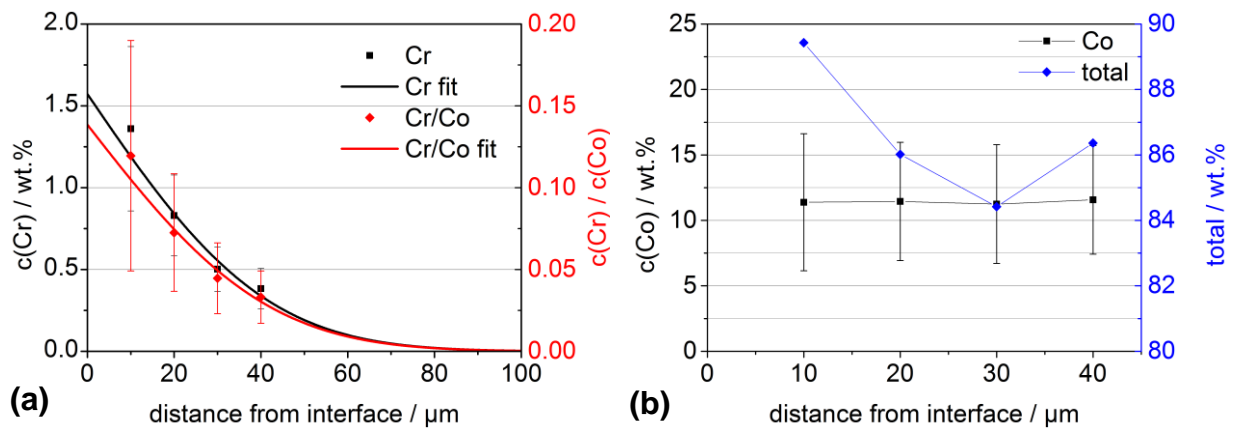 2.0
1.5
1.0
0.5
0.0
c(Cr) / wt.%
0.20
0.15
0.10
0.05
0.00
c(Cr) / c(Co)
Cr
Cr fit
Cr/Co
Cr/Co fit
0 20 40 60 80 100
distance from interface / µm
(a)
25
20
15
10
5
0
c(Co) / wt.%
90
88
86
84
82
80
total / wt.%
Co
total
0 10 20 30 40
distance from interface / µm
(b)